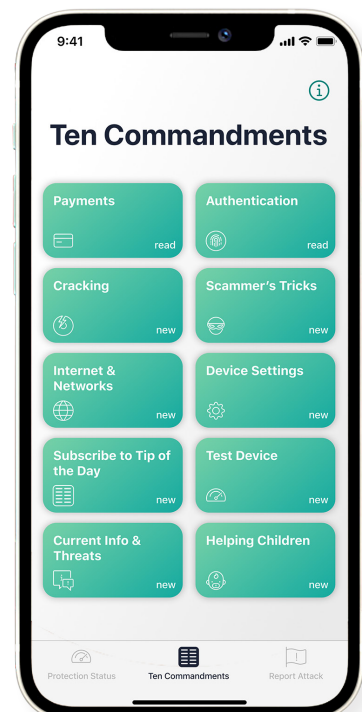 9:41
Ten Commandments
Payments
read
Authentication
read
Cracking
new
Scammer's Tricks
new
Internet &
Networks
new
Device Settings
new
Subscribe to Tip of
the Day
new
Test Device
new
Current Info &
Threats
new
Helping Children
new
Protection Status
Ten Commandments
Report Attack